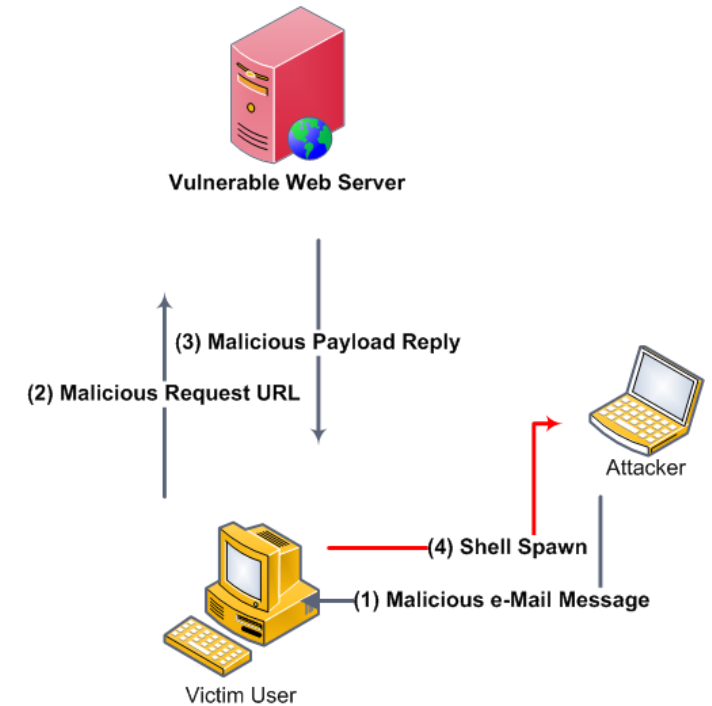 Vulnerable Web Server
(3) Malicious Payload Reply
(2) Malicious Request URL
Attacker
(4) Shell Spawn
(1) Malicious e-Mail Message
Victim User